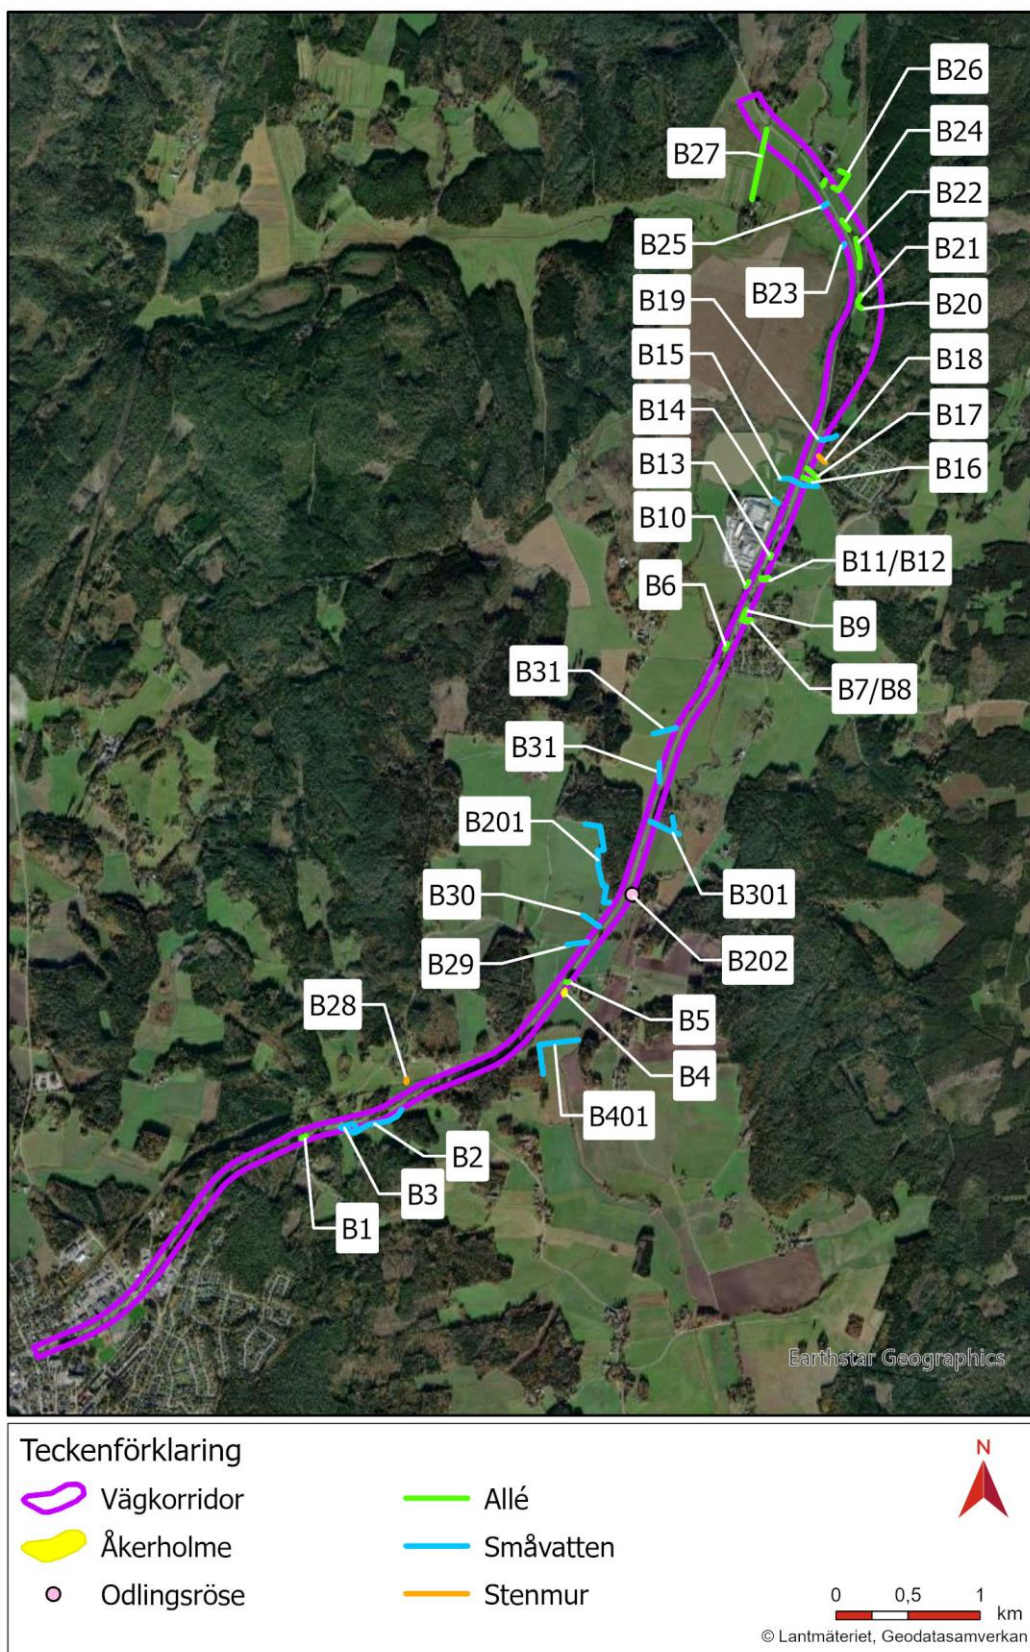 B26
B24
B27
B22
B25
B21
B23
B19
B20
B15
B18
B14
B17
B13
B16
B10
B11/B12
B6
B9
B31
B7/B8
B31
B201
B30
B301
B29
B202
B28
B5
B4
B401
B2
B3
B1
Earthstar Geographics
Teckenförklaring
Vägkorridor
Åkerholme
Odlingsröse
Allé
Småvatten
Stenmur
N
0 0,5 1
km
© Lantmäteriet, Geodatasamverkan